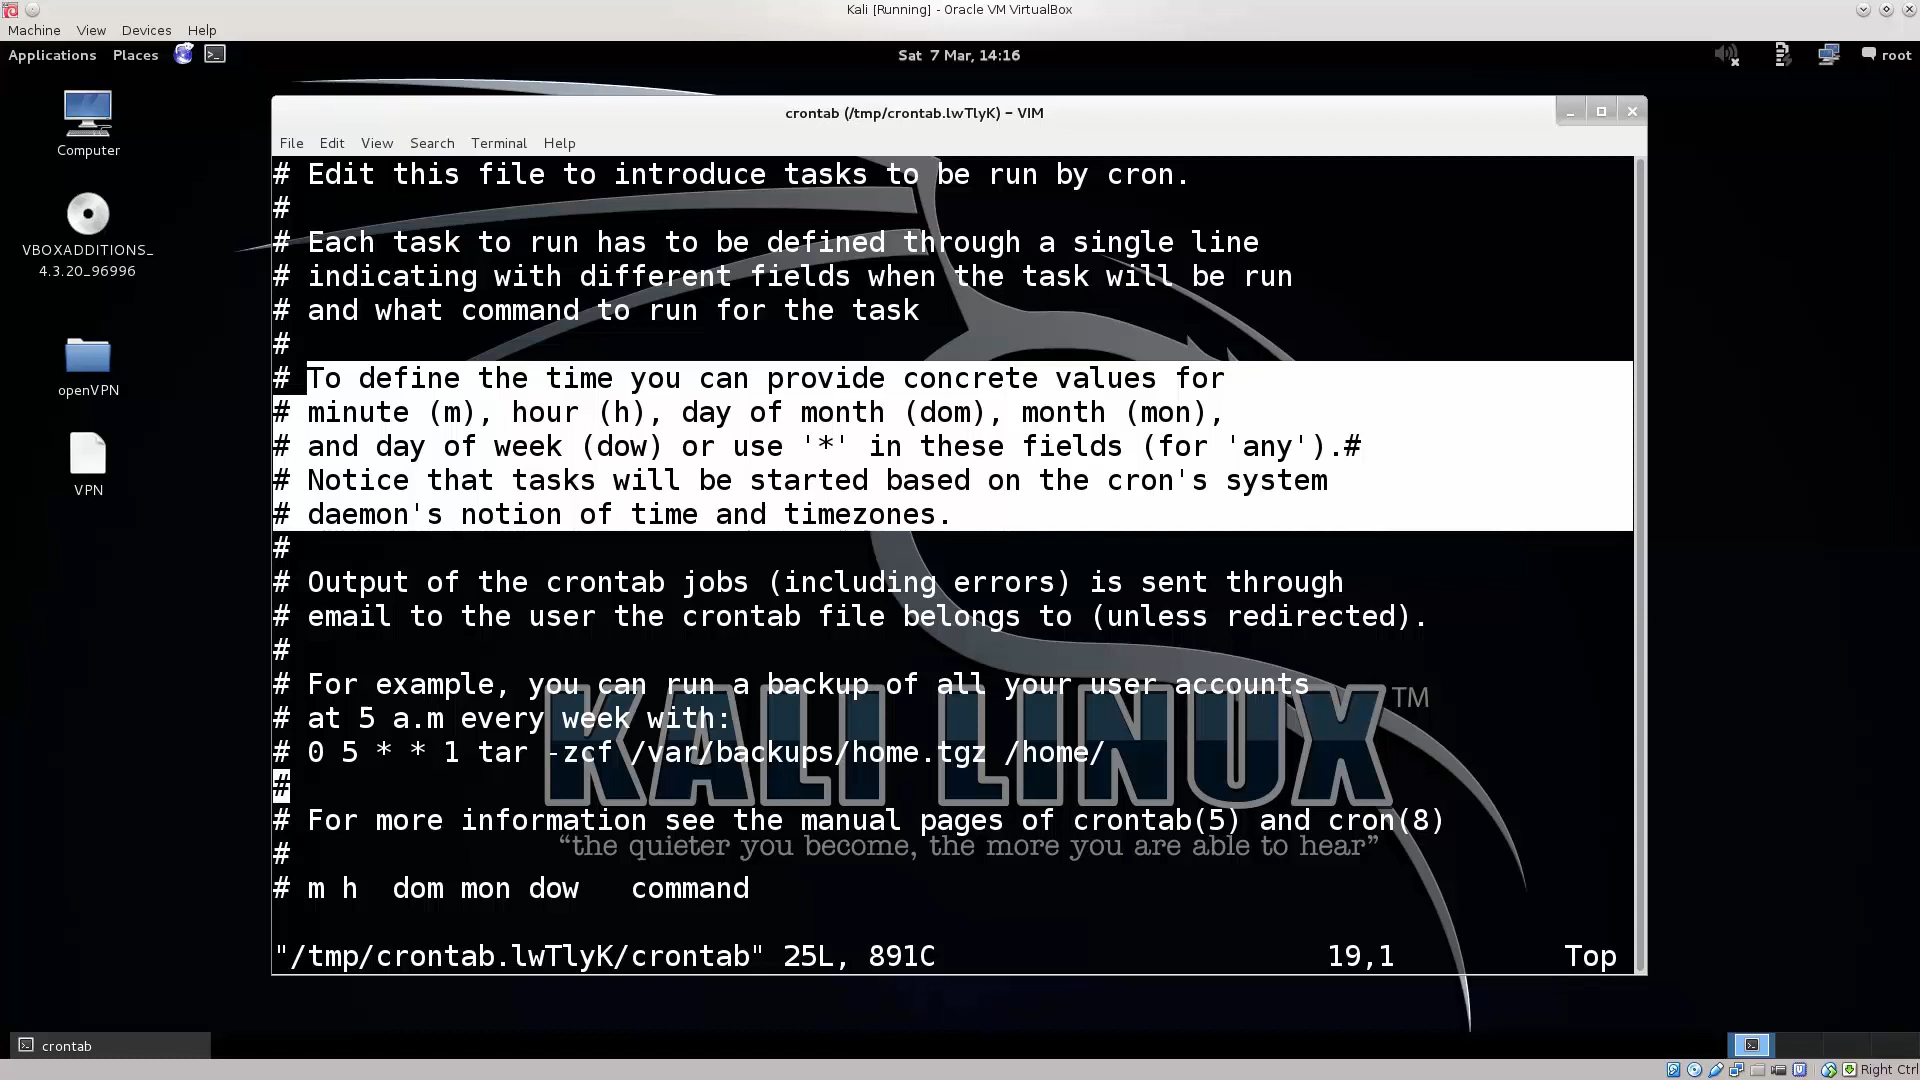 Kali [Running] - Oracle VM VirtualBox
Machine View Devices Help
Applications Places
Sat 7 Mar, 14:16
root
Computer
VBOXADDITIONS_
4.3.20_96996
openVPN
VPN
crontab (/tmp/crontab.lwTlyK) – VIM
File Edit View Search Terminal Help
# Edit this file to introduce tasks to be run by cron.
#
# Each task to run has to be defined through a single line
# indicating with different fields when the task will be run
# and what command to run for the task
#
# To define the time you can provide concrete values for
# minute (m), hour (h), day of month (dom), month (mon),
# and day of week (dow) or use '*' in these fields (for 'any').#
# Notice that tasks will be started based on the cron's system
# daemon's notion of time and timezones.
#
# Output of the crontab jobs (including errors) is sent through
# email to the user the crontab file belongs to (unless redirected).
#
# For example, you can run a backup of all your user accounts
# at 5 a.m every week with:
# 0 5 * * 1 tar -zcf /var/backups/home.tgz /home/
#
# For more information see the manual pages of crontab(5) and cron(8)
#
# m h  dom mon dow   command
"/tmp/crontab.lwTlyK/crontab" 25L, 891C 19,1 Top
KALI LINUX™
“the quieter you become, the more you are able to hear”
crontab
Right Ctrl